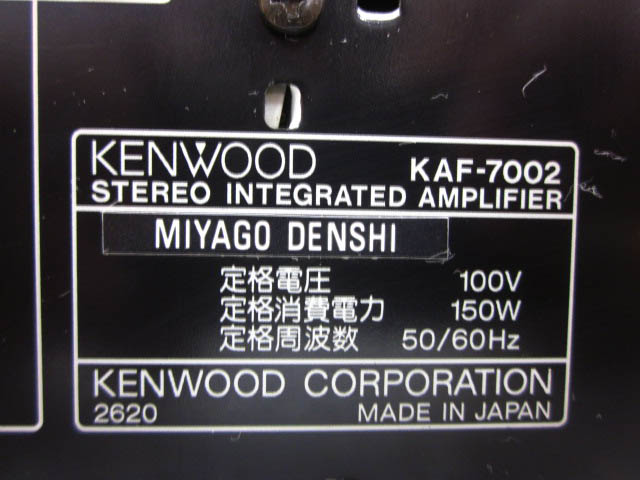 KENWOOD KAF-7002
STEREO INTEGRATED AMPLIFIER
MIYAGO DENSHI
定格電圧 100V
定格消費電力 150W
定格周波数 50/60Hz
KENWOOD CORPORATION
2620 MADE IN JAPAN